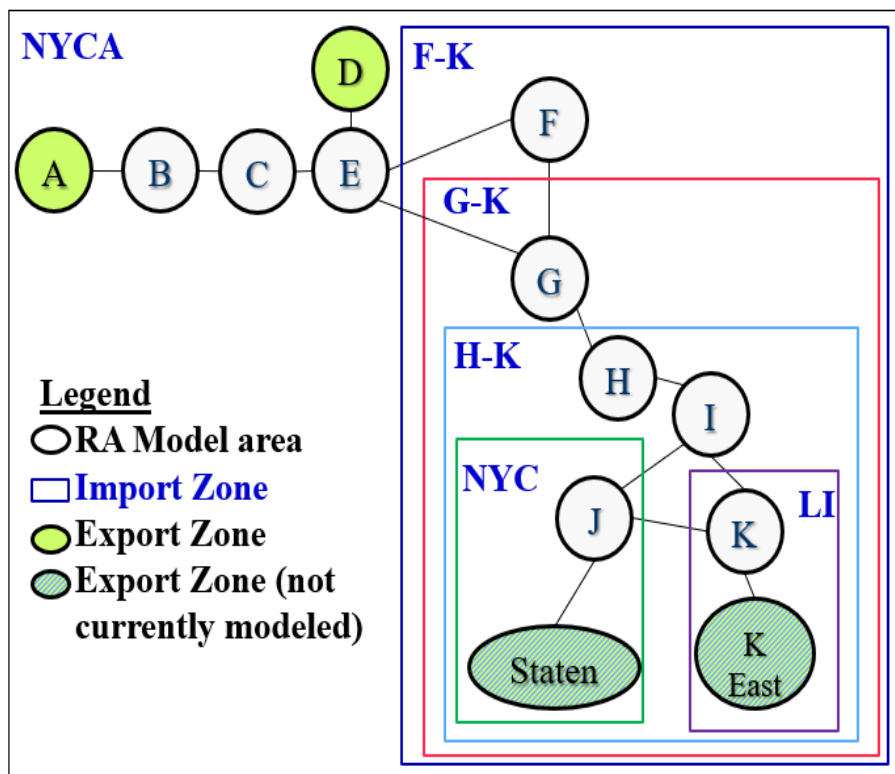 NYCA
F-K
D
F
A
B
C
E
G-K
G
H-K
H
I
Legend
RA Model area
Import Zone
Export Zone
Export Zone (not
currently modeled)
NYC
LI
J
K
Staten
K
East